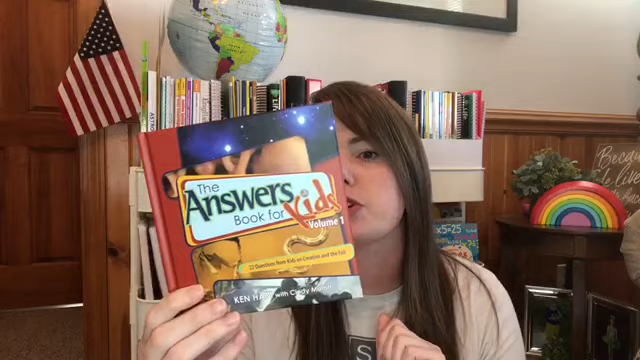 The
Answers
Book for Kids
Volume 1
22 Questions from Kids on Creation and the Fall
KEN HAM with Cindy Malott
x5=25
S